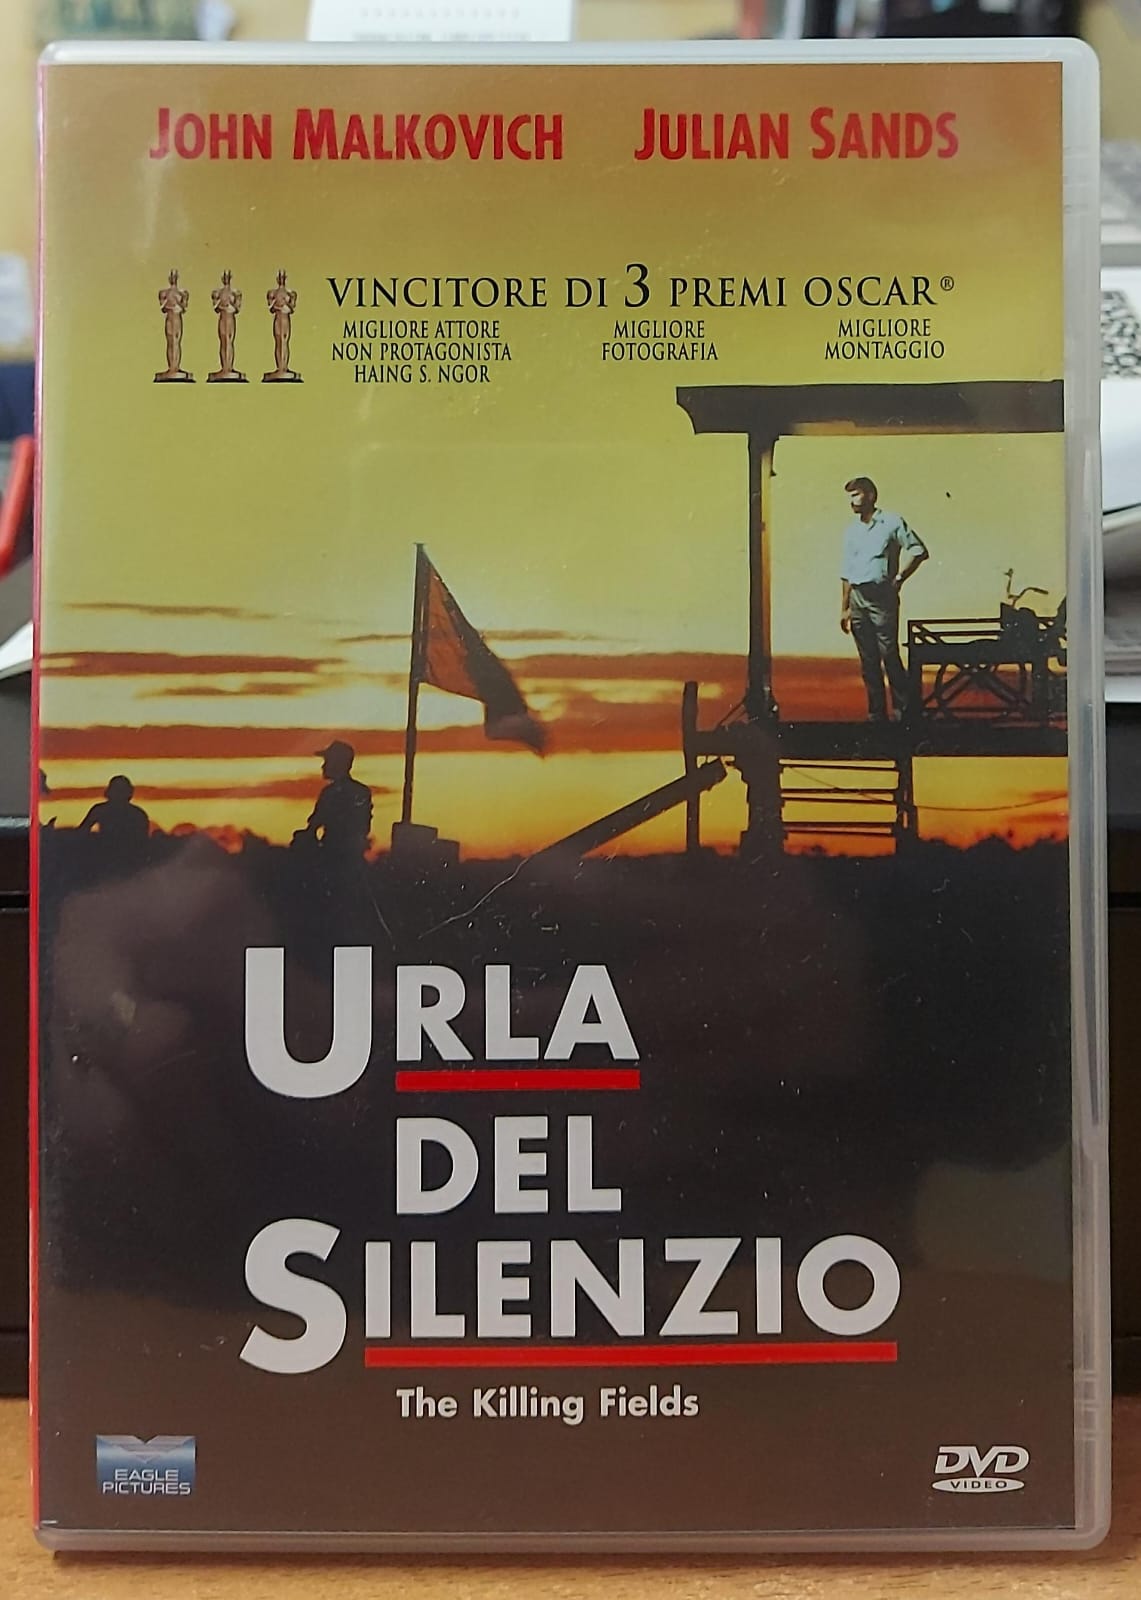 JOHN MALKOVICH JULIAN SANDS
VINCITORE DI 3 PREMI OSCAR®
MIGLIORE ATTORE
NON PROTAGONISTA
HAING S. NGOR
MIGLIORE
FOTOGRAFIA
MIGLIORE
MONTAGGIO
URLA
DEL
SILENZIO
The Killing Fields
EAGLE
PICTURES
DVD
VIDEO